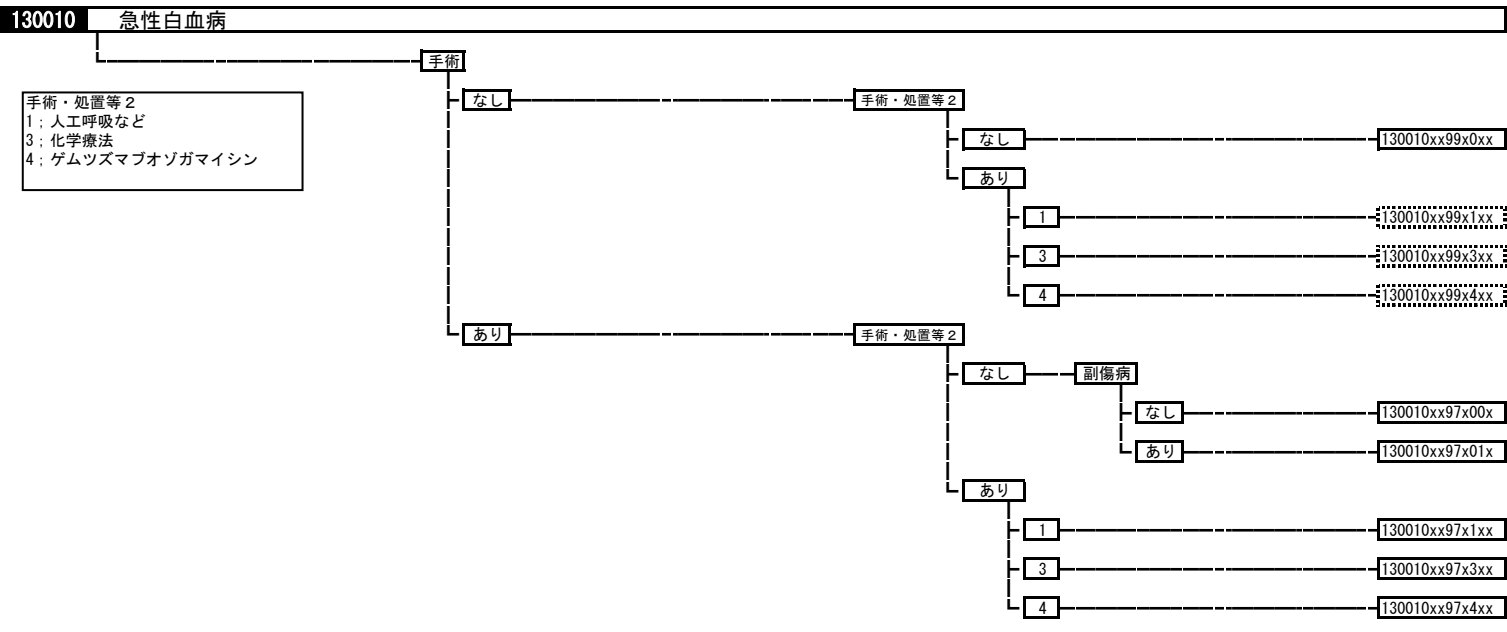 130010 急性白血病
手術
手術・処置等２
1；人工呼吸など
3；化学療法
4；ゲムツズマブオゾガマイシン
なし 手術・処置等２
なし 130010xx99x0xx
あり
1 130010xx99x1xx
3 130010xx99x3xx
4 130010xx99x4xx
あり 手術・処置等２
なし 副傷病
なし 130010xx97x00x
あり 130010xx97x01x
あり
1 130010xx97x1xx
3 130010xx97x3xx
4 130010xx97x4xx